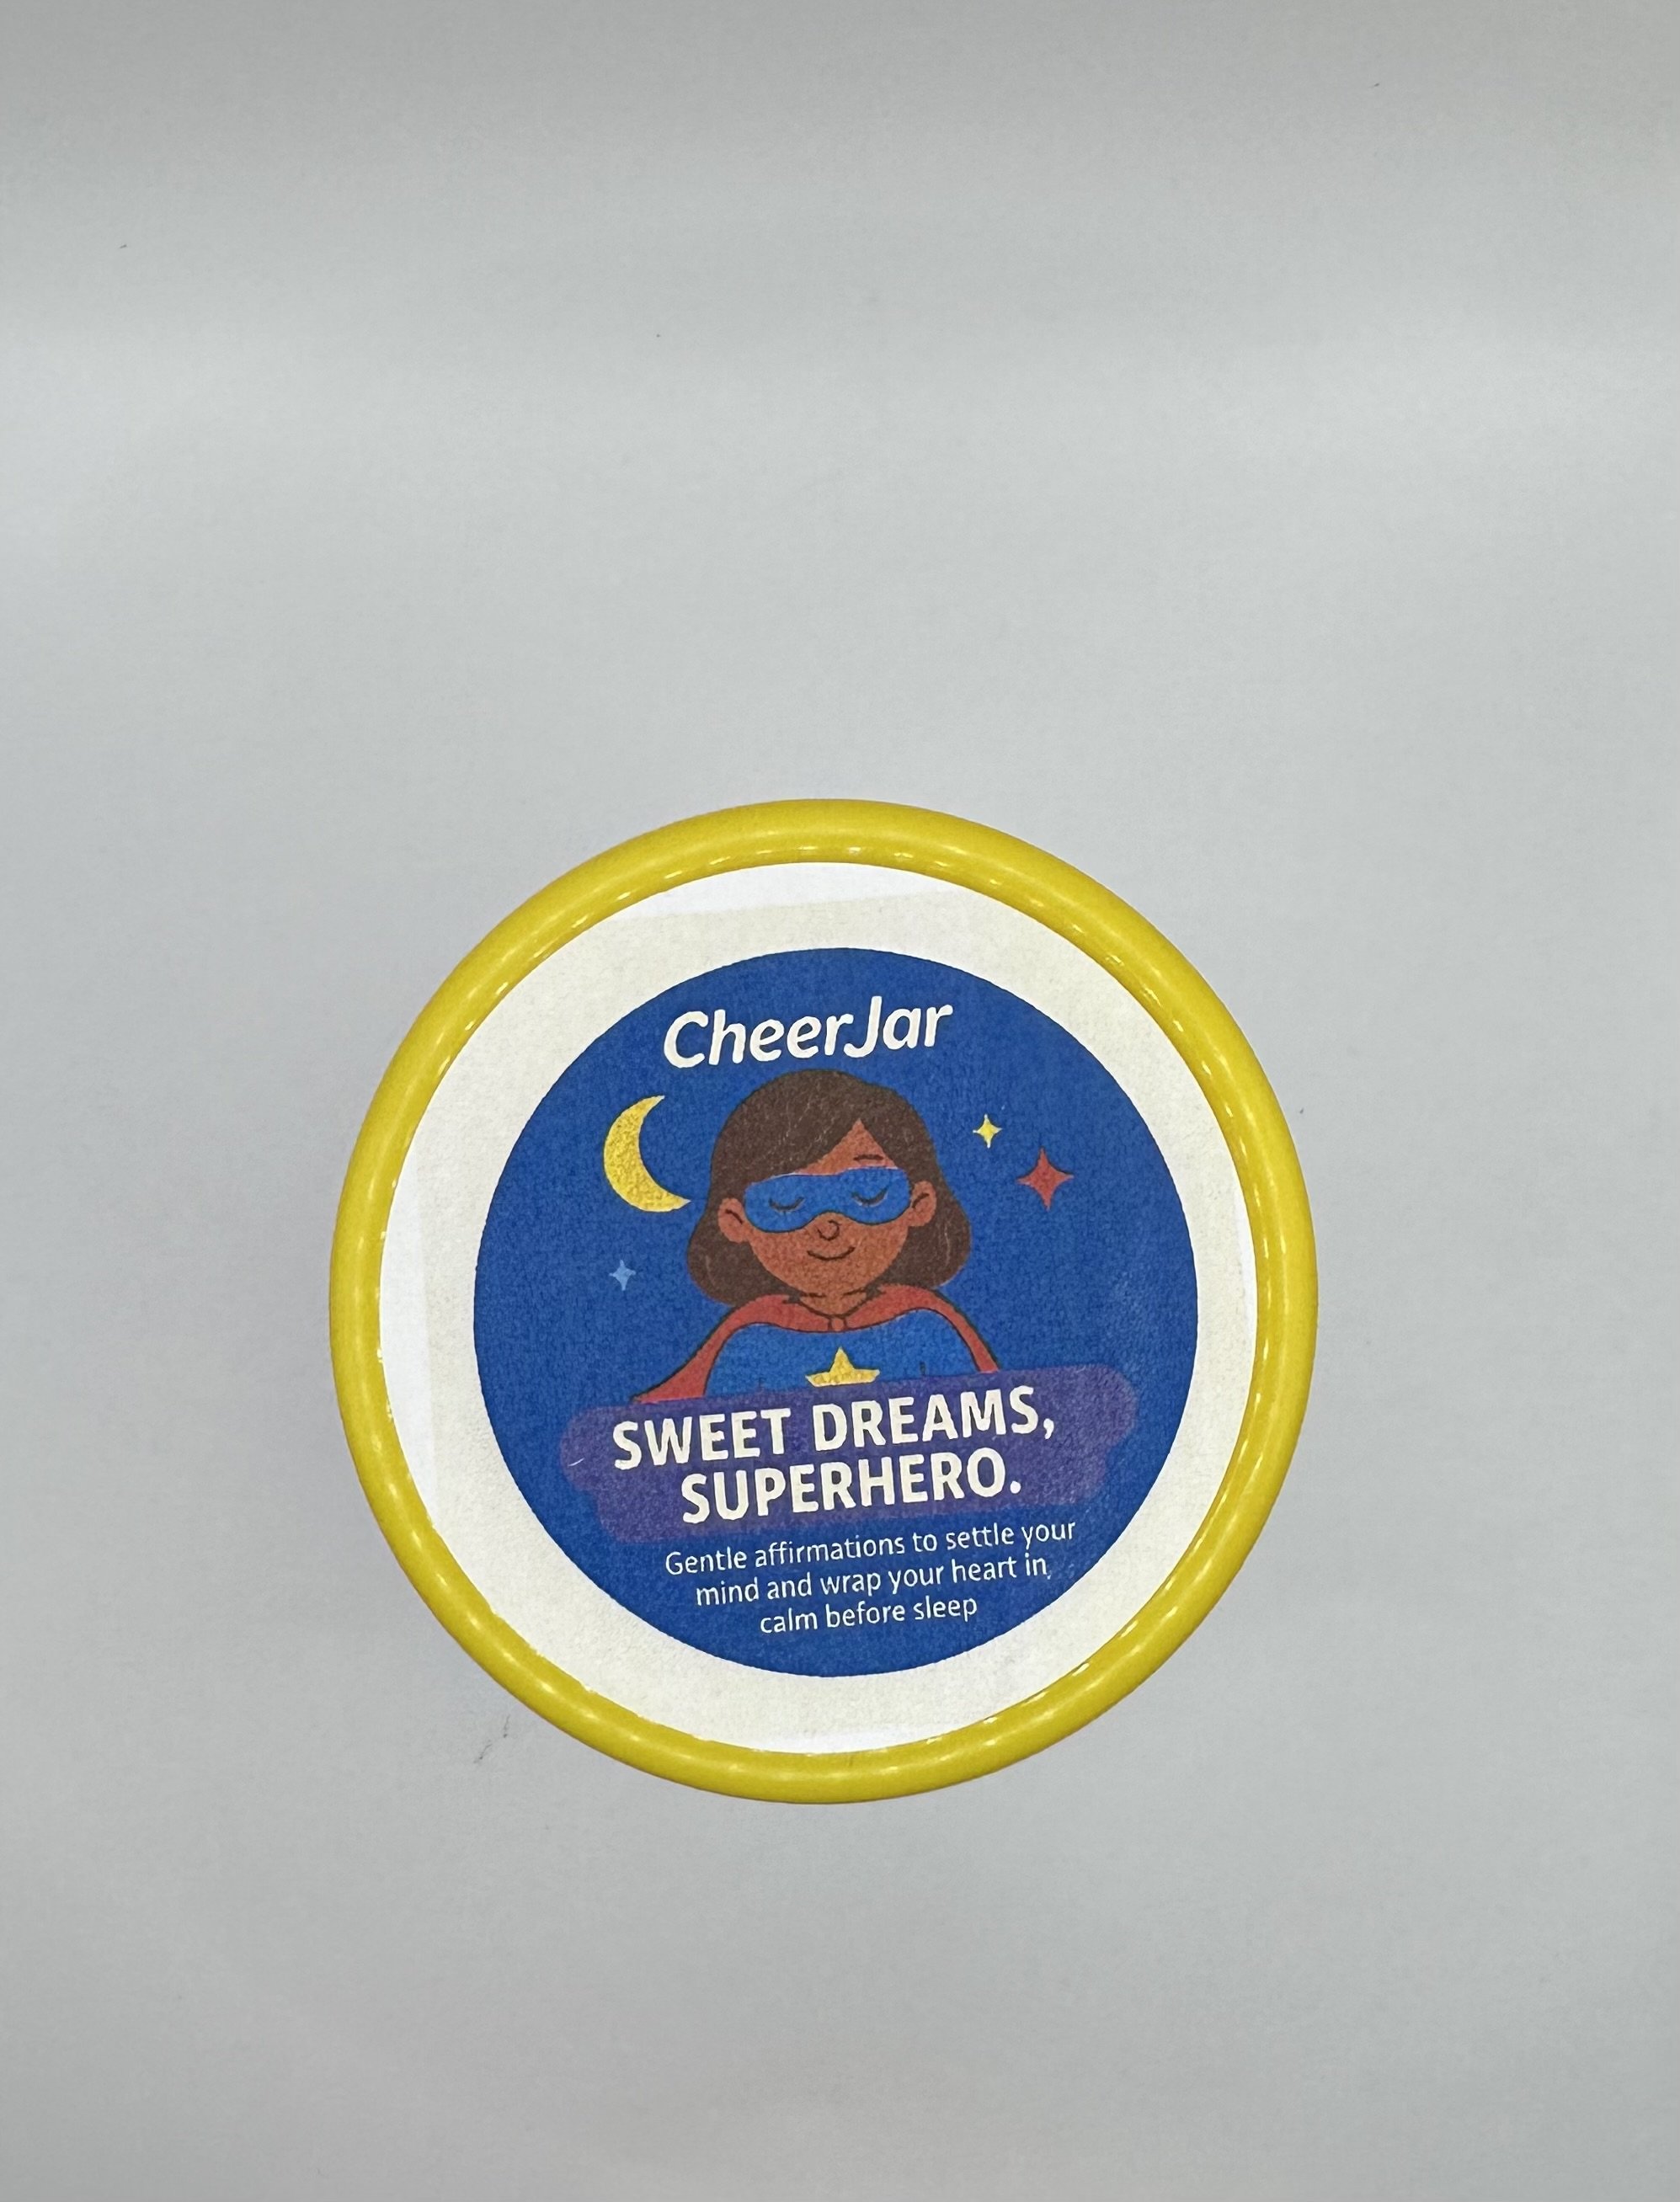 CheerJar
SWEET DREAMS,
SUPERHERO.
Gentle affirmations to settle your
mind and wrap your heart in
calm before sleep